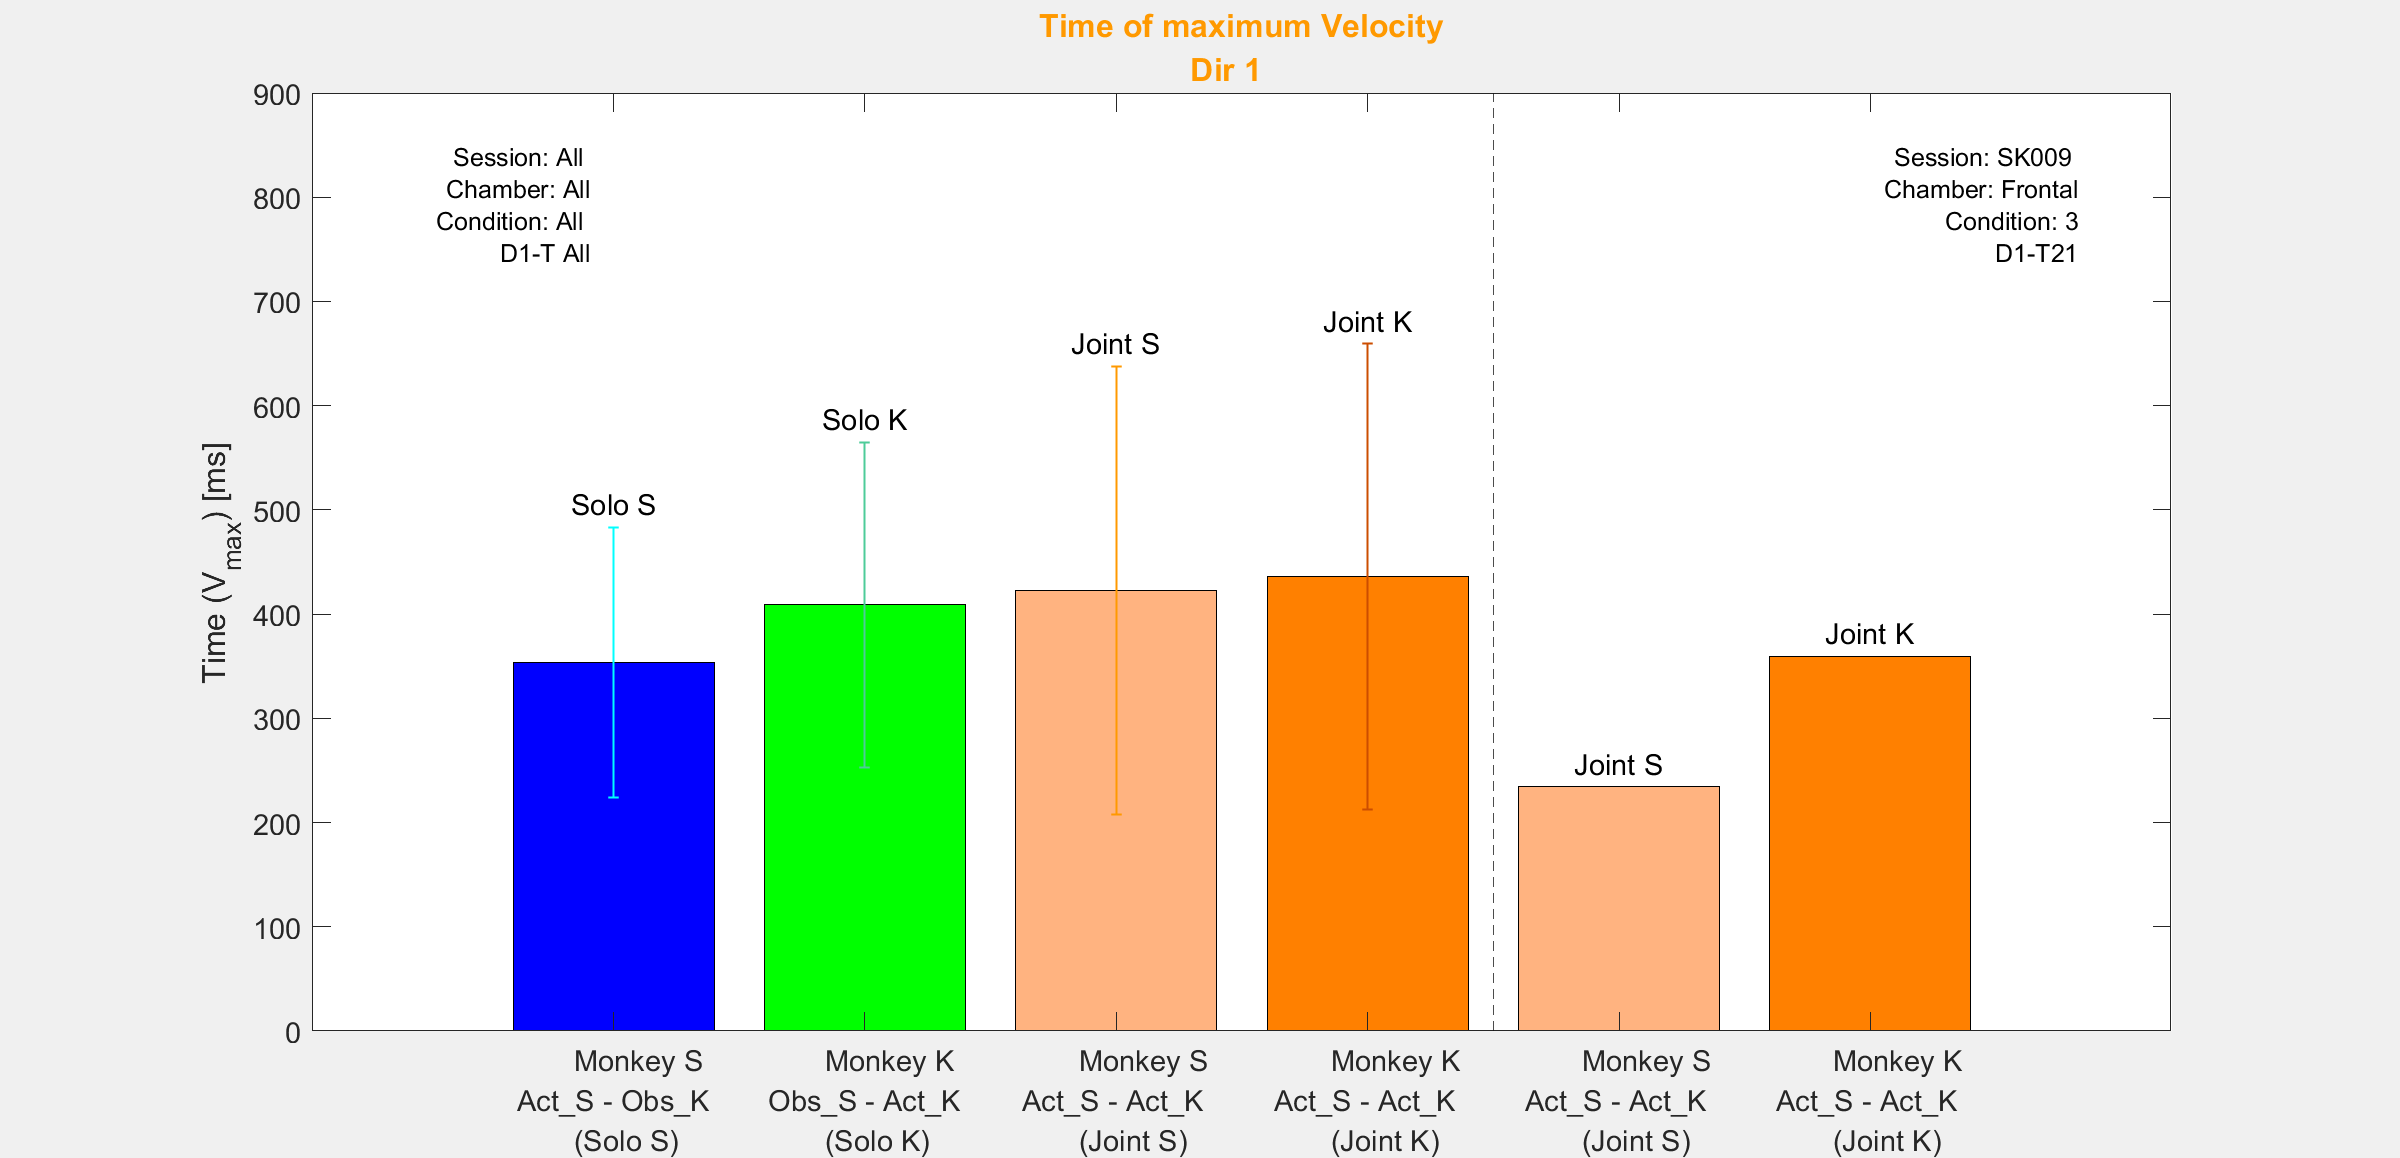 Time of maximum Velocity
Dir 1
900
800
700
600
500
400
300
200
100
0
Time (Vmax) [ms]
Session: All
Chamber: All
Condition: All
D1-T All
Session: SK009
Chamber: Frontal
Condition: 3
D1-T21
Solo S
Solo K
Joint S
Joint K
Joint S
Joint K
Monkey S
Act_S - Obs_K
(Solo S)
Monkey K
Obs_S - Act_K
(Solo K)
Monkey S
Act_S - Act_K
(Joint S)
Monkey K
Act_S - Act_K
(Joint K)
Monkey S
Act_S - Act_K
(Joint S)
Monkey K
Act_S - Act_K
(Joint K)